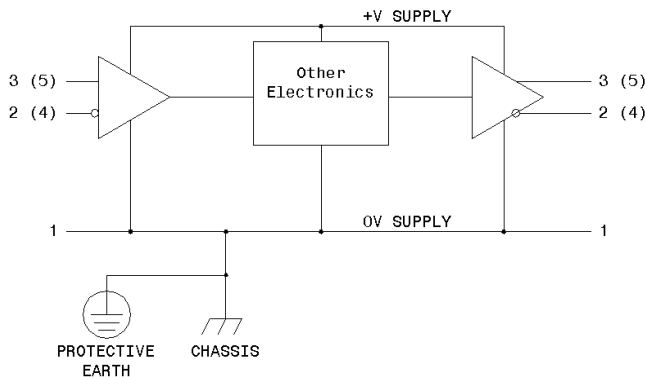 +V SUPPLY
3 (5)
2 (4)
Other
Electronics
3 (5)
2 (4)
1
0V SUPPLY
1
PROTECTIVE
EARTH
CHASSIS